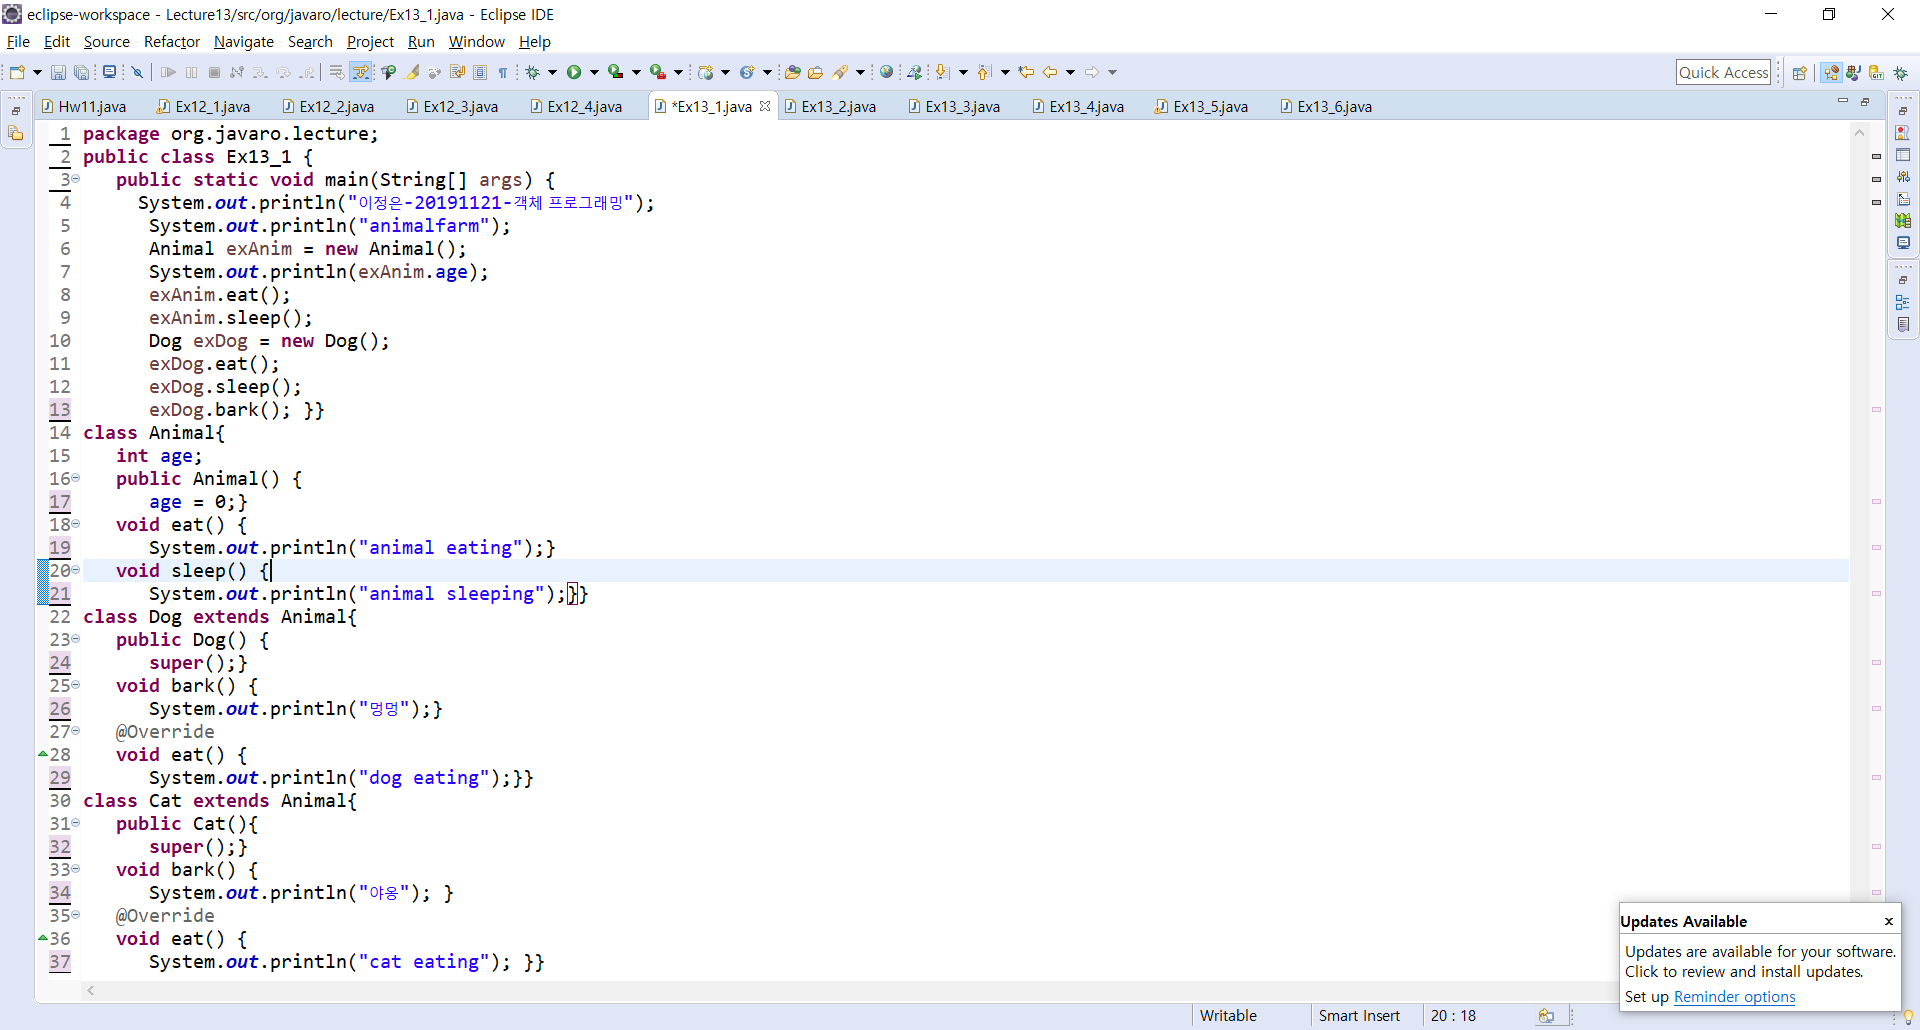 eclipse-workspace - Lecture13/src/org/javaro/lecture/Ex13_1.java - Eclipse IDE
File Edit Source Refactor Navigate Search Project Run Window Help
Quick Access
Hw11.java Ex12_1.java Ex12_2.java Ex12_3.java Ex12_4.java *Ex13_1.java Ex13_2.java Ex13_3.java Ex13_4.java Ex13_5.java Ex13_6.java
1 package org.javaro.lecture;
2 public class Ex13_1 {
3 public static void main(String[] args) {
4 System.out.println("이정은-20191121-객체 프로그래밍");
5 System.out.println("animalfarm");
6 Animal exAnim = new Animal();
7 System.out.println(exAnim.age);
8 exAnim.eat();
9 exAnim.sleep();
10 Dog exDog = new Dog();
11 exDog.eat();
12 exDog.sleep();
13 exDog.bark(); }}
14 class Animal{
15 int age;
16 public Animal() {
17 age = 0;}
18 void eat() {
19 System.out.println("animal eating");}
20 void sleep() {
21 System.out.println("animal sleeping");}}
22 class Dog extends Animal{
23 public Dog() {
24 super();}
25 void bark() {
26 System.out.println("멍멍");}
27 @Override
28 void eat() {
29 System.out.println("dog eating");}}
30 class Cat extends Animal{
31 public Cat(){
32 super();}
33 void bark() {
34 System.out.println("야옹"); }
35 @Override
36 void eat() {
37 System.out.println("cat eating"); }}
Updates Available
Updates are available for your software.
Click to review and install updates.
Set up Reminder options
Writable Smart Insert 20 : 18